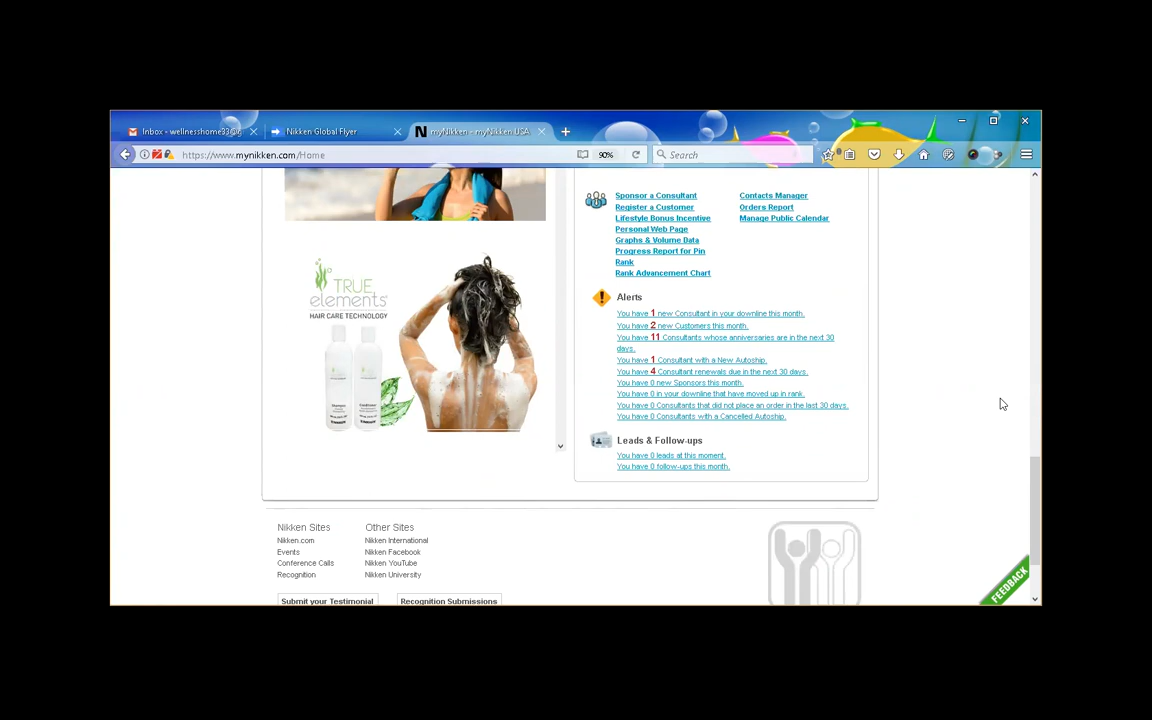 Inbox - wellnesshome33@g
Nikken Global Flyer
myNikken - myNikken USA
https://www.mynikken.com/Home
90%
Search
Sponsor a Consultant
Register a Customer
Lifestyle Bonus Incentive
Personal Web Page
Graphs & Volume Data
Progress Report for Pin
Rank
Rank Advancement Chart
Contacts Manager
Orders Report
Manage Public Calendar
TRUE
elements
HAIR CARE TECHNOLOGY
Alerts
You have 1 new Consultant in your downline this month.
You have 2 new Customers this month.
You have 11 Consultants whose anniversaries are in the next 30
days.
You have 1 Consultant with a New Autoship.
You have 4 Consultant renewals due in the next 30 days.
You have 0 new Sponsors this month.
You have 0 in your downline that have moved up in rank.
You have 0 Consultants that did not place an order in the last 30 days.
You have 0 Consultants with a Cancelled Autoship.
Leads & Follow-ups
You have 0 leads at this moment.
You have 0 follow-ups this month.
Nikken Sites
Nikken.com
Events
Conference Calls
Recognition
Other Sites
Nikken International
Nikken Facebook
Nikken YouTube
Nikken University
Submit your Testimonial
Recognition Submissions
FEEDBACK